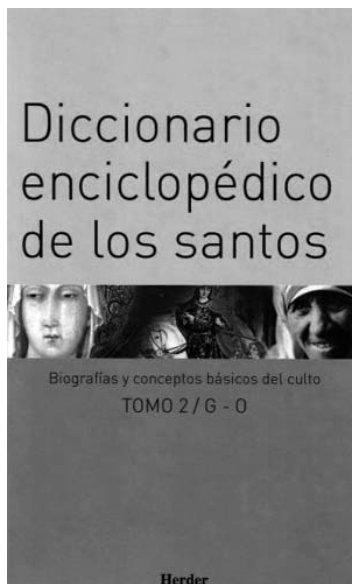 Diccionario
enciclopédico
de los santos
Biografías y conceptos básicos del culto
TOMO 2 / G - O
Herder